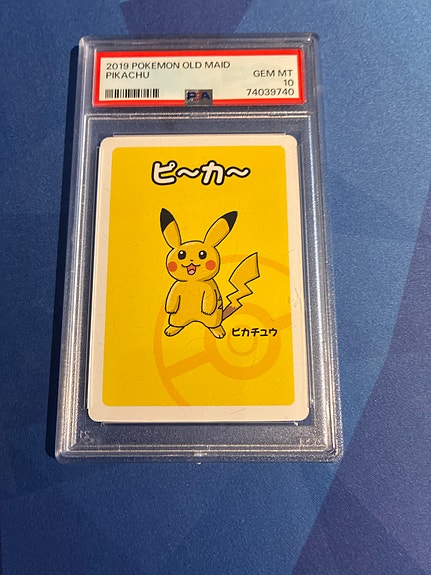 2019 POKEMON OLD MAID
PIKACHU
GEM MT
10
PSA
74039740
ピ〜カ〜
ピカチュウ